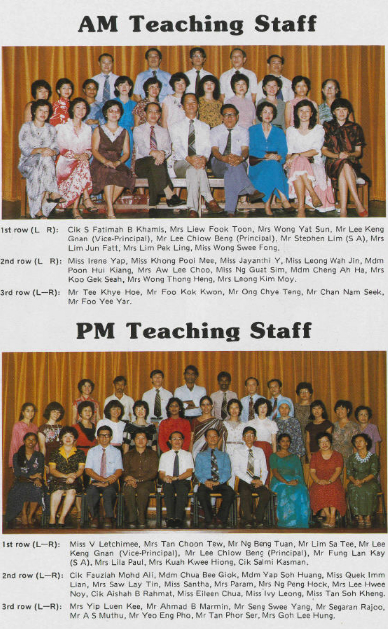 AM Teaching Staff
1st row (L R): Cik S Fatimah B Khamis, Mrs Liew Fook Toon, Mrs Wong Yat Sun, Mr Lee Keng
Gnan (Vice-Principal), Mr Lee Chiow Beng (Principal), Mr Stephen Lim (S A), Mrs
Lim Jun Fatt, Mrs Lim Pek Ling, Miss Wong Swee Fong.
2nd row (L R): Miss Irene Yap, Miss Khong Pool Mee, Miss Jayanthi Y, Miss Leong Wah Jin, Mdm
Poon Hui Kiang, Mrs Aw Lee Choo, Miss Ng Guat Sim, Mdm Cheng Ah Ha, Mrs
Koo Gek Seah, Mrs Wong Thong Heng, Mrs Leong Kim Moy.
3rd row (L—R): Mr Tee Khye Hoe, Mr Foo Kok Kwon, Mr Ong Chye Teng, Mr Chan Nam Seek,
Mr Foo Yee Yar.
PM Teaching Staff
1st row (L—R): Miss V Letchimee, Mrs Tan Choon Tew, Mr Ng Beng Tuan, Mr Lim Sa Tee, Mr Lee
Keng Gnan (Vice-Principal), Mr Lee Chiow Beng (Principal), Mr Fung Lan Kay
(S A), Mrs Lila Paul, Mrs Kuah Kwee Hiong, Cik Salmi Kasman.
2nd row (L—R): Cik Fauziah Mohd Ali, Mdm Chua Bee Giok, Mdm Yap Soh Huang, Miss Quek Imm
Lian, Mrs Saw Lay Tin, Miss Santha, Mrs Param, Mrs Ng Peng Hock, Mrs Lee Hwee
Noy, Cik Aishah B Rahmat, Miss Eileen Chua, Miss Ivy Leong, Miss Tan Soh Kheng.
3rd row (L—R): Mrs Yip Luen Kee, Mr Ahmad B Marmin, Mr Seng Swee Yang, Mr Segaran Rajoo,
Mr A S Muthu, Mr Yeo Eng Pho, Mr Tan Phor Ser, Mrs Goh Lee Hung.